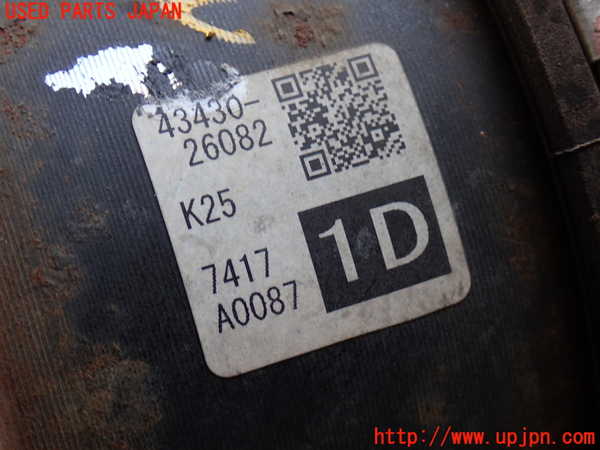 USED PARTS JAPAN
43430-
26082
K25
7417
1D
A0087
http://www.upjpn.com/